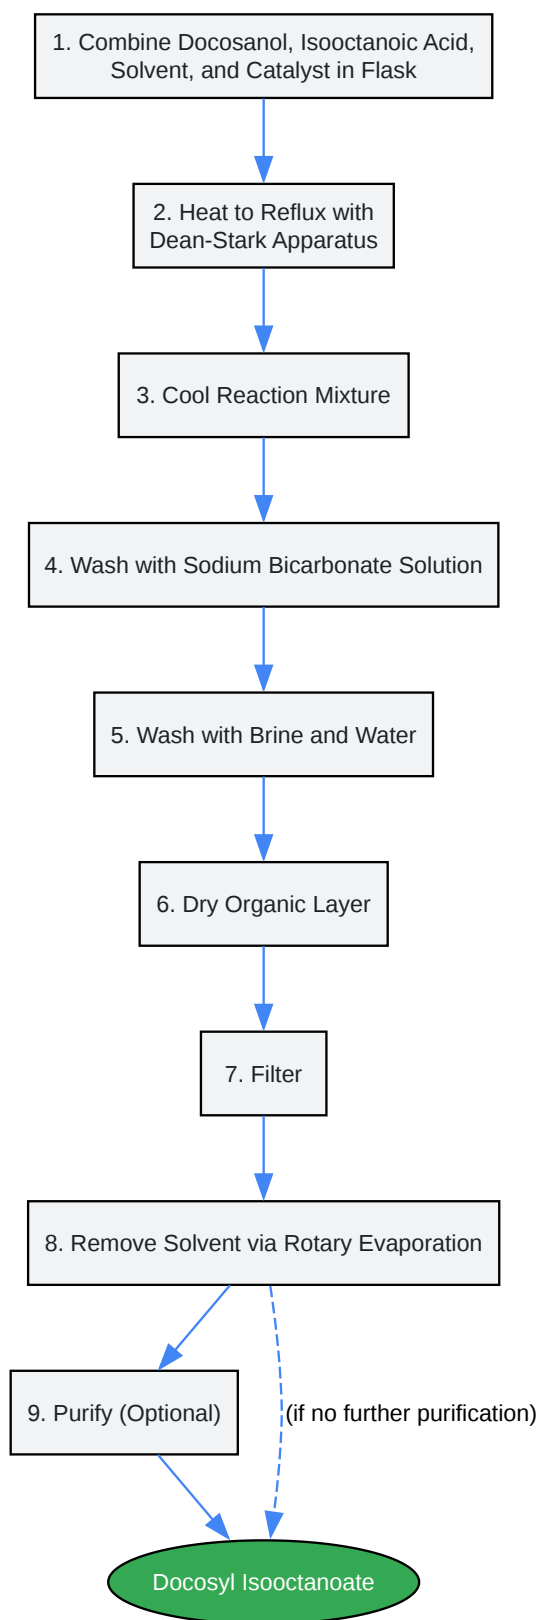 1. Combine Docosanol, Isooctanoic Acid,
Solvent, and Catalyst in Flask
2. Heat to Reflux with
Dean-Stark Apparatus
3. Cool Reaction Mixture
4. Wash with Sodium Bicarbonate Solution
5. Wash with Brine and Water
6. Dry Organic Layer
7. Filter
8. Remove Solvent via Rotary Evaporation
9. Purify (Optional)
(if no further purification)
Docosyl Isooctanoate